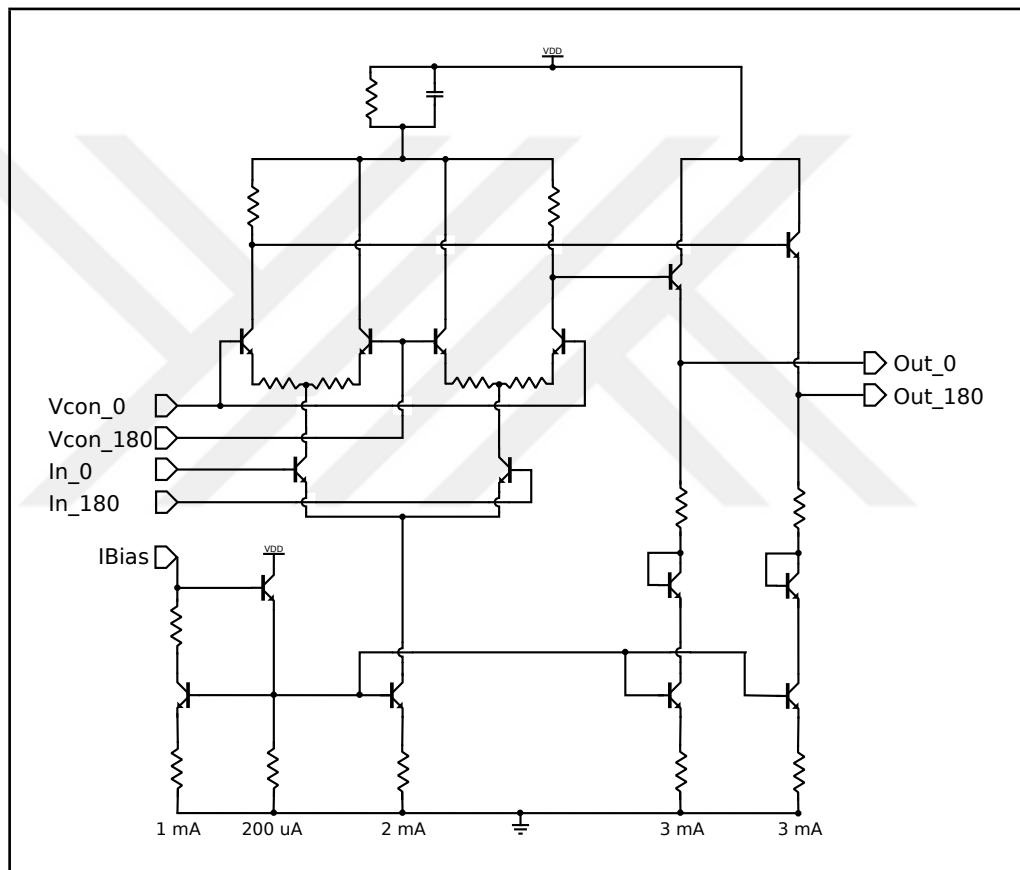 VDD
Vcon_0
Vcon_180
In_0
In_180
Out_0
Out_180
IBias
VDD
1 mA
200 uA
2 mA
3 mA
3 mA